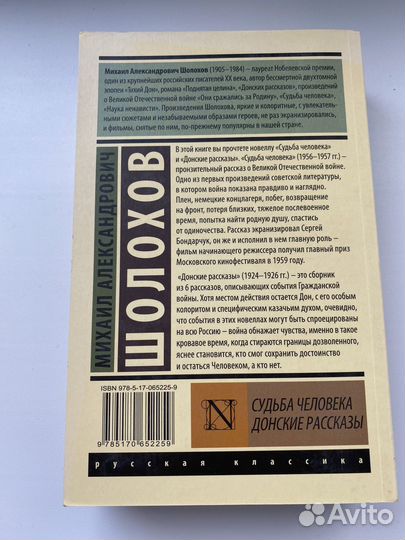 Михаил Александрович Шолохов (1905–1984) – лауреат Нобелевской премии,
один из крупнейших российских писателей XX века, автор бессмертной двухтомной
эпопеи «Тихий Дон», романа «Поднятая целина», «Донских рассказов», произведений
о Великой Отечественной войне «Они сражались за Родину», «Судьба человека»,
«Наука ненависти». Произведения Шолохова, яркие и колоритные, с увлекатель-
ными сюжетами и незабываемыми образами героев, не раз экранизировались,
и фильмы, снятые по ним, по-прежнему популярны в нашей стране.
МИХАИЛ АЛЕКСАНДРОВИЧ
ШОЛОХОВ
В этой книге вы прочтете новеллу «Судьба человека»
и «Донские рассказы». «Судьба человека» (1956–1957 гг.) –
пронзительный рассказ о Великой Отечественной войне.
Одно из первых произведений советской литературы,
в котором война показана правдиво и наглядно.
Плен, немецкие концлагеря, побег, возвращение
на фронт, потеря близких, тяжелое послевоенное
время, попытка найти родную душу, спастись
от одиночества. Рассказ экранизировал Сергей
Бондарчук, он же и исполнил в нем главную роль –
фильм начинающего режиссера получил главный приз
Московского кинофестиваля в 1959 году.
«Донские рассказы» (1924–1926 гг.) – это сборник
из 6 рассказов, описывающих события Гражданской
войны. Хотя местом действия остается Дон, с его особым
колоритом и специфическим казачьим духом, очевидно,
что события в этих новеллах могут быть спроецированы
на всю Россию – война обнажает чувства, именно в такое
кровавое время, когда стираются границы дозволенного,
яснее становится, кто смог сохранить достоинство
и остаться Человеком, а кто нет.
ISBN 978-5-17-065225-9
9 785170 652259
N
СУДЬБА ЧЕЛОВЕКА
ДОНСКИЕ РАССКАЗЫ
русская классика
Avito